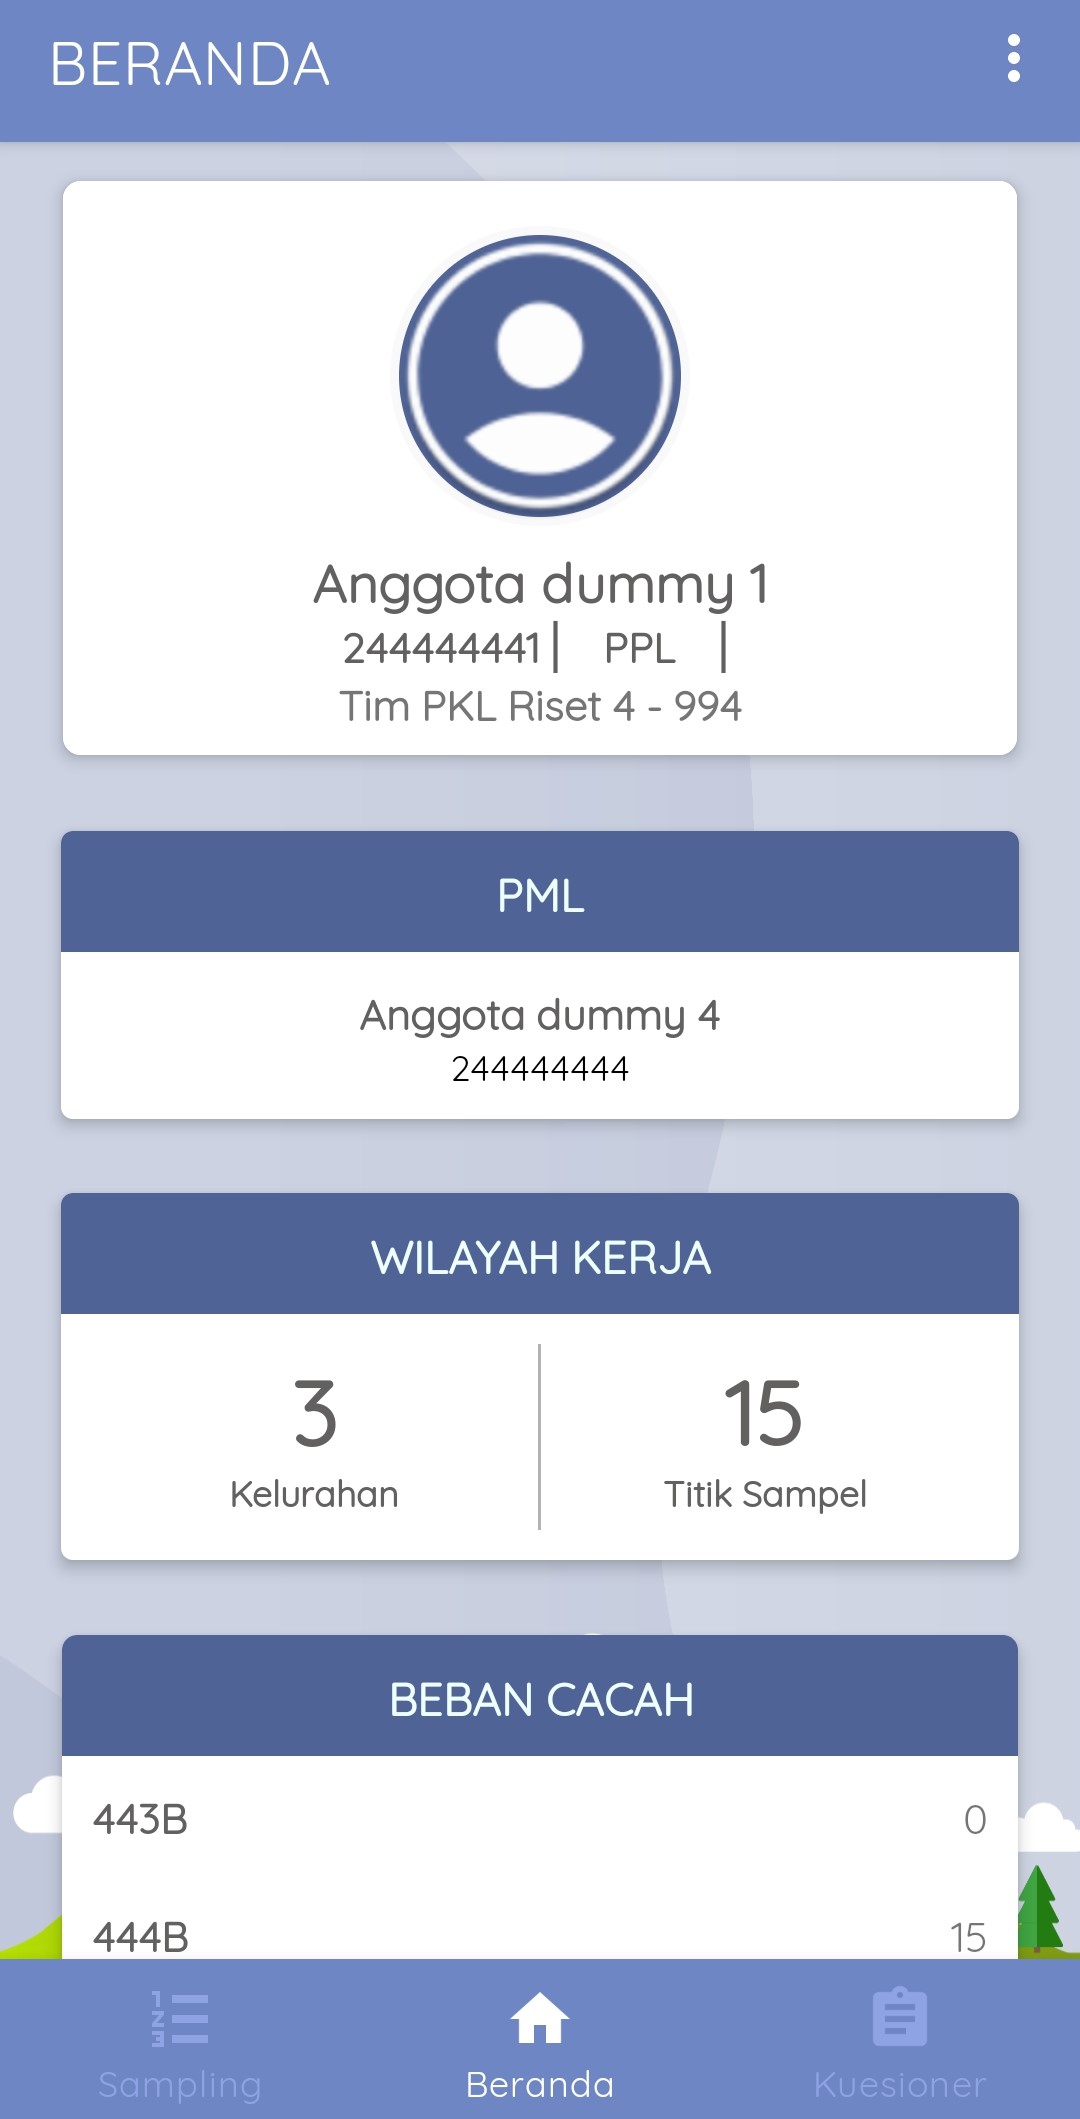 BERANDA
Anggota dummy 1
244444441 | PPL |
Tim PKL Riset 4 - 994
PML
Anggota dummy 4
244444444
WILAYAH KERJA
3 15
Kelurahan Titik Sampel
BEBAN CACAH
443B 0
444B 15
Sampling Beranda Kuesioner